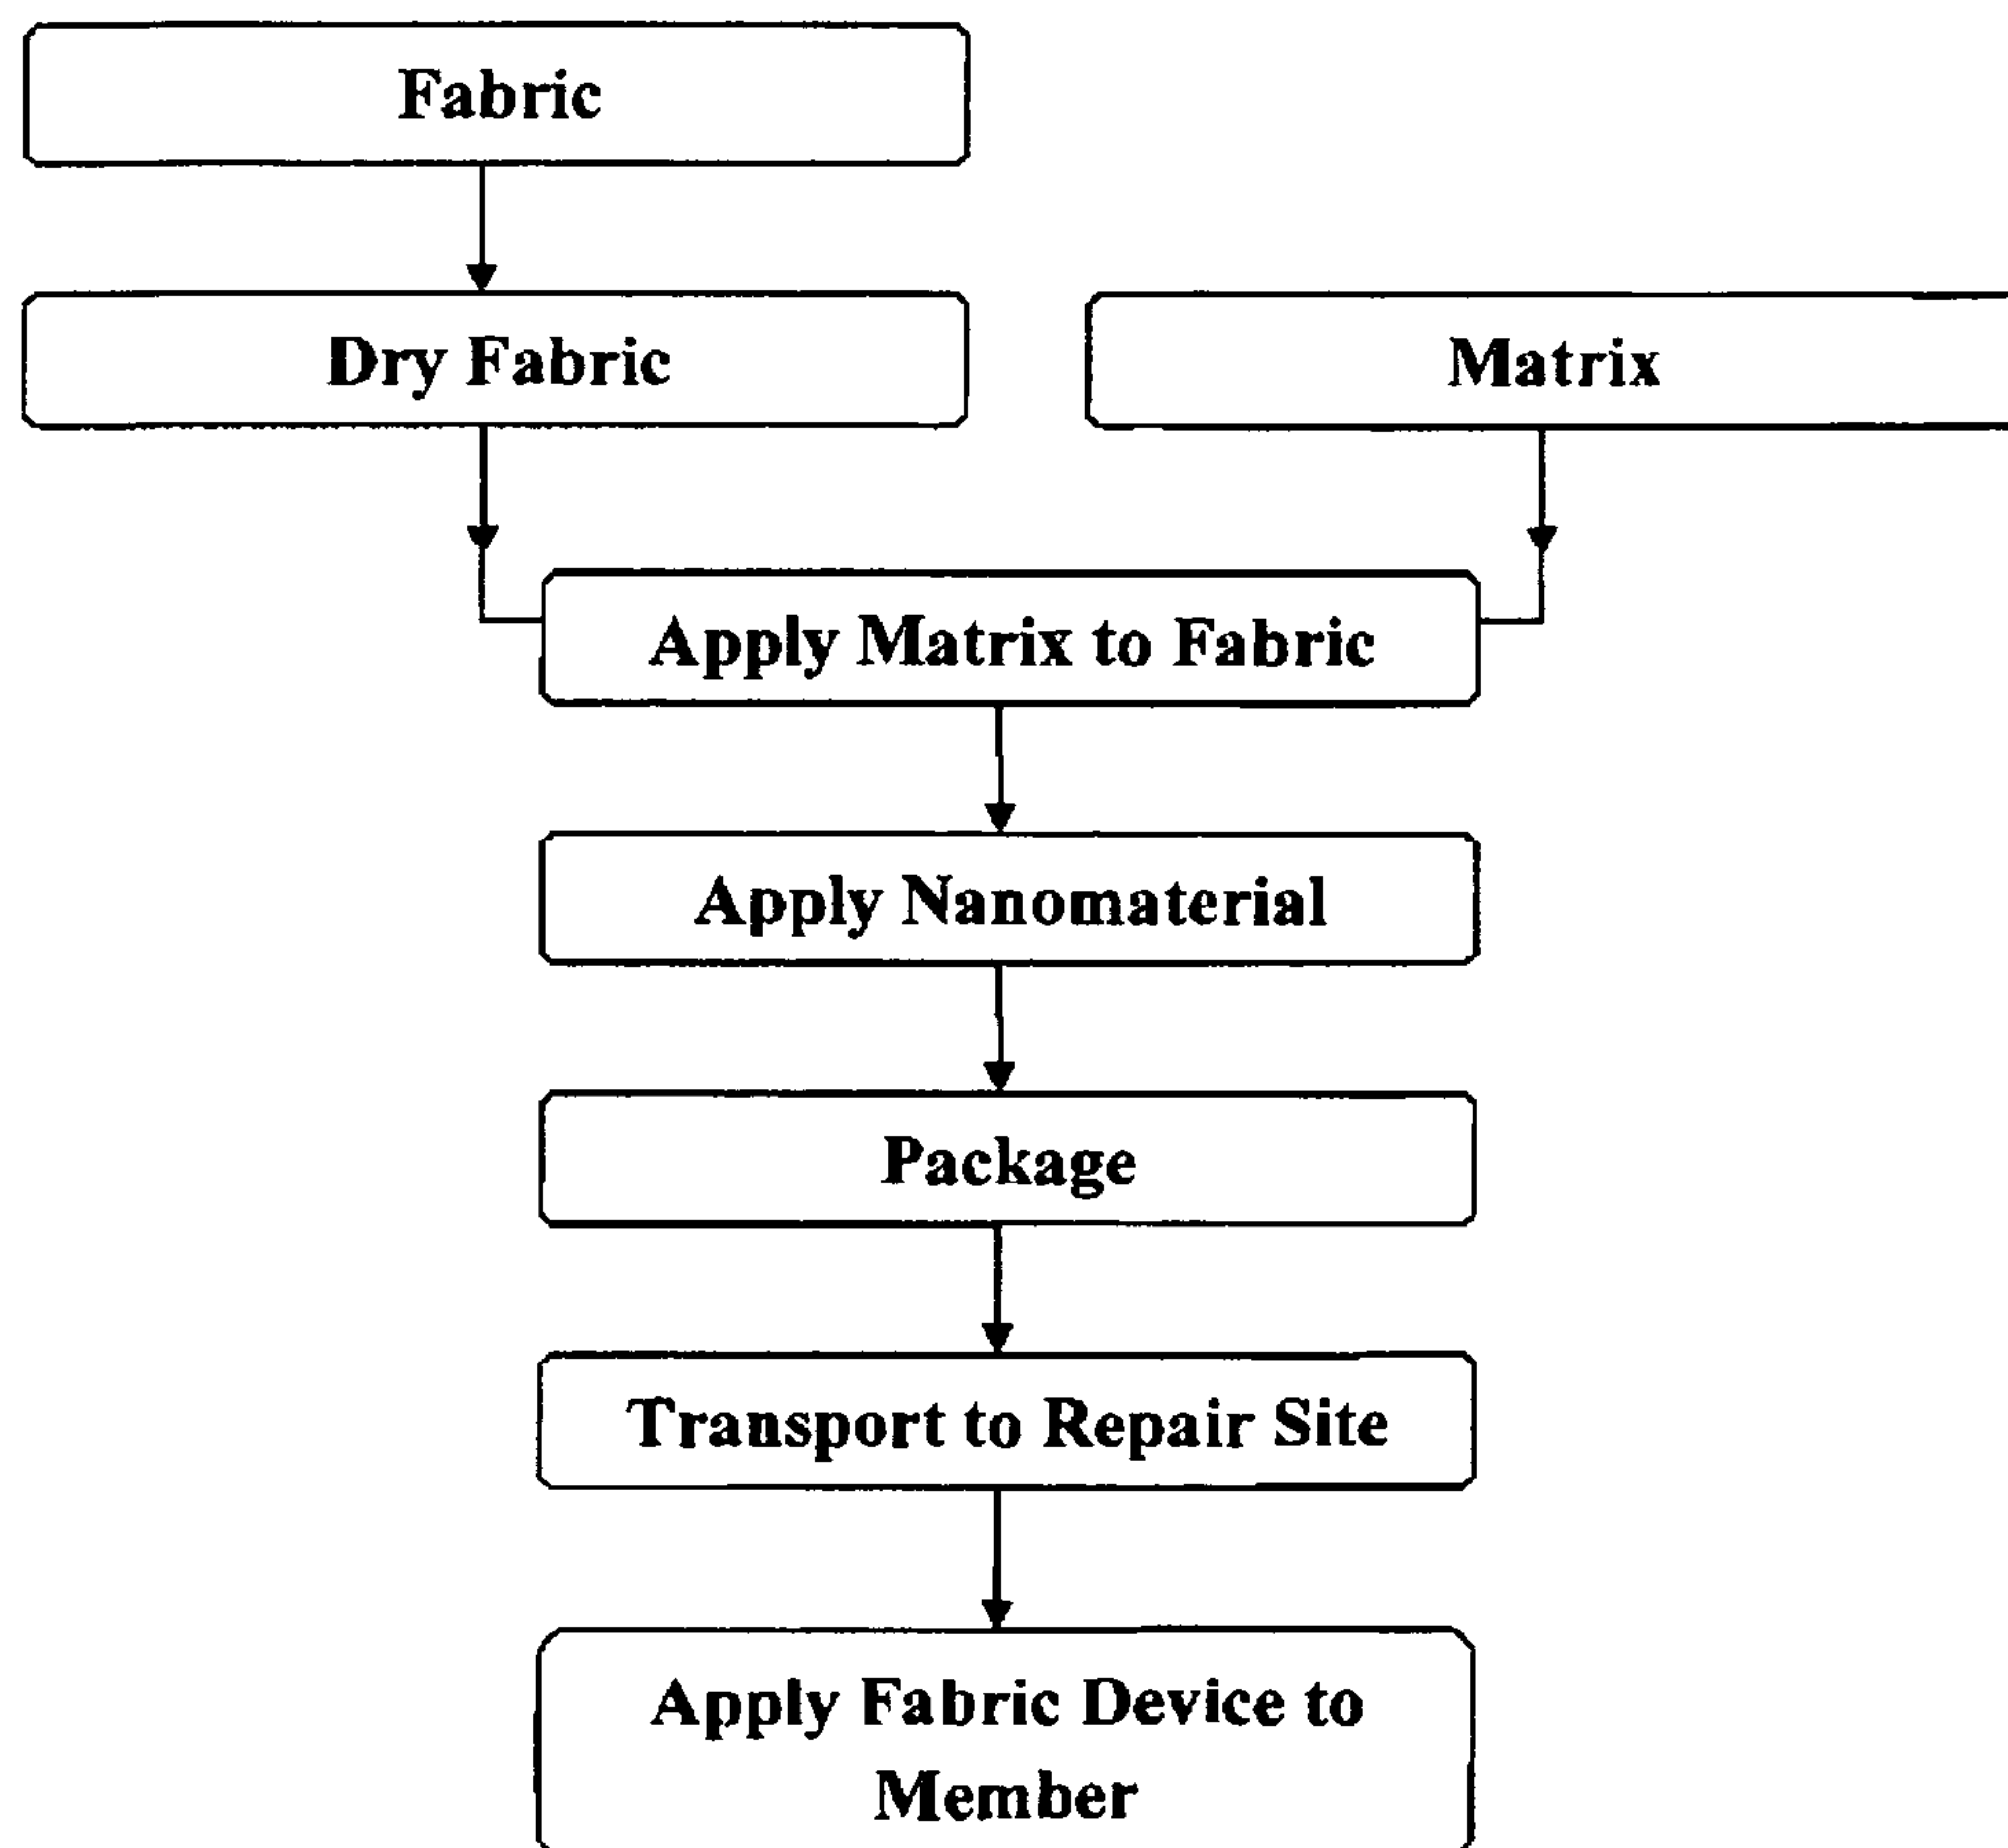 Fabric
Dry Fabric
Matrix
Apply Matrix to Fabric
Apply Nanomaterial
Package
Transport to Repair Site
Apply Fabric Device to
Member